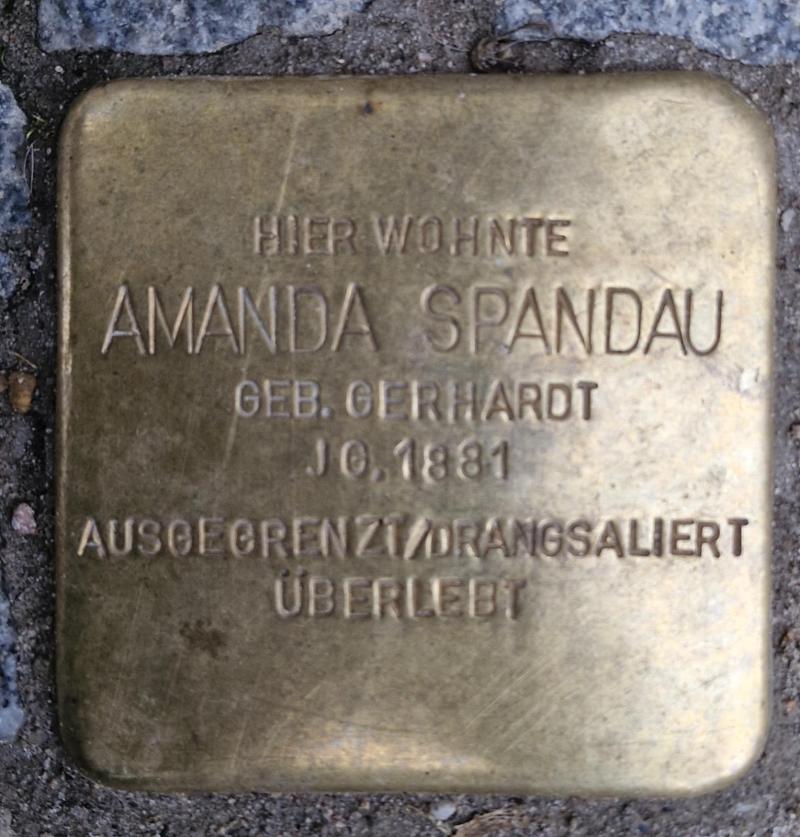 HIER WOHNTE
AMANDA SPANDAU
GEB. GERHARDT
JG. 1881
AUSGEGRENZT/DRANGSALIERT
ÜBERLEBT